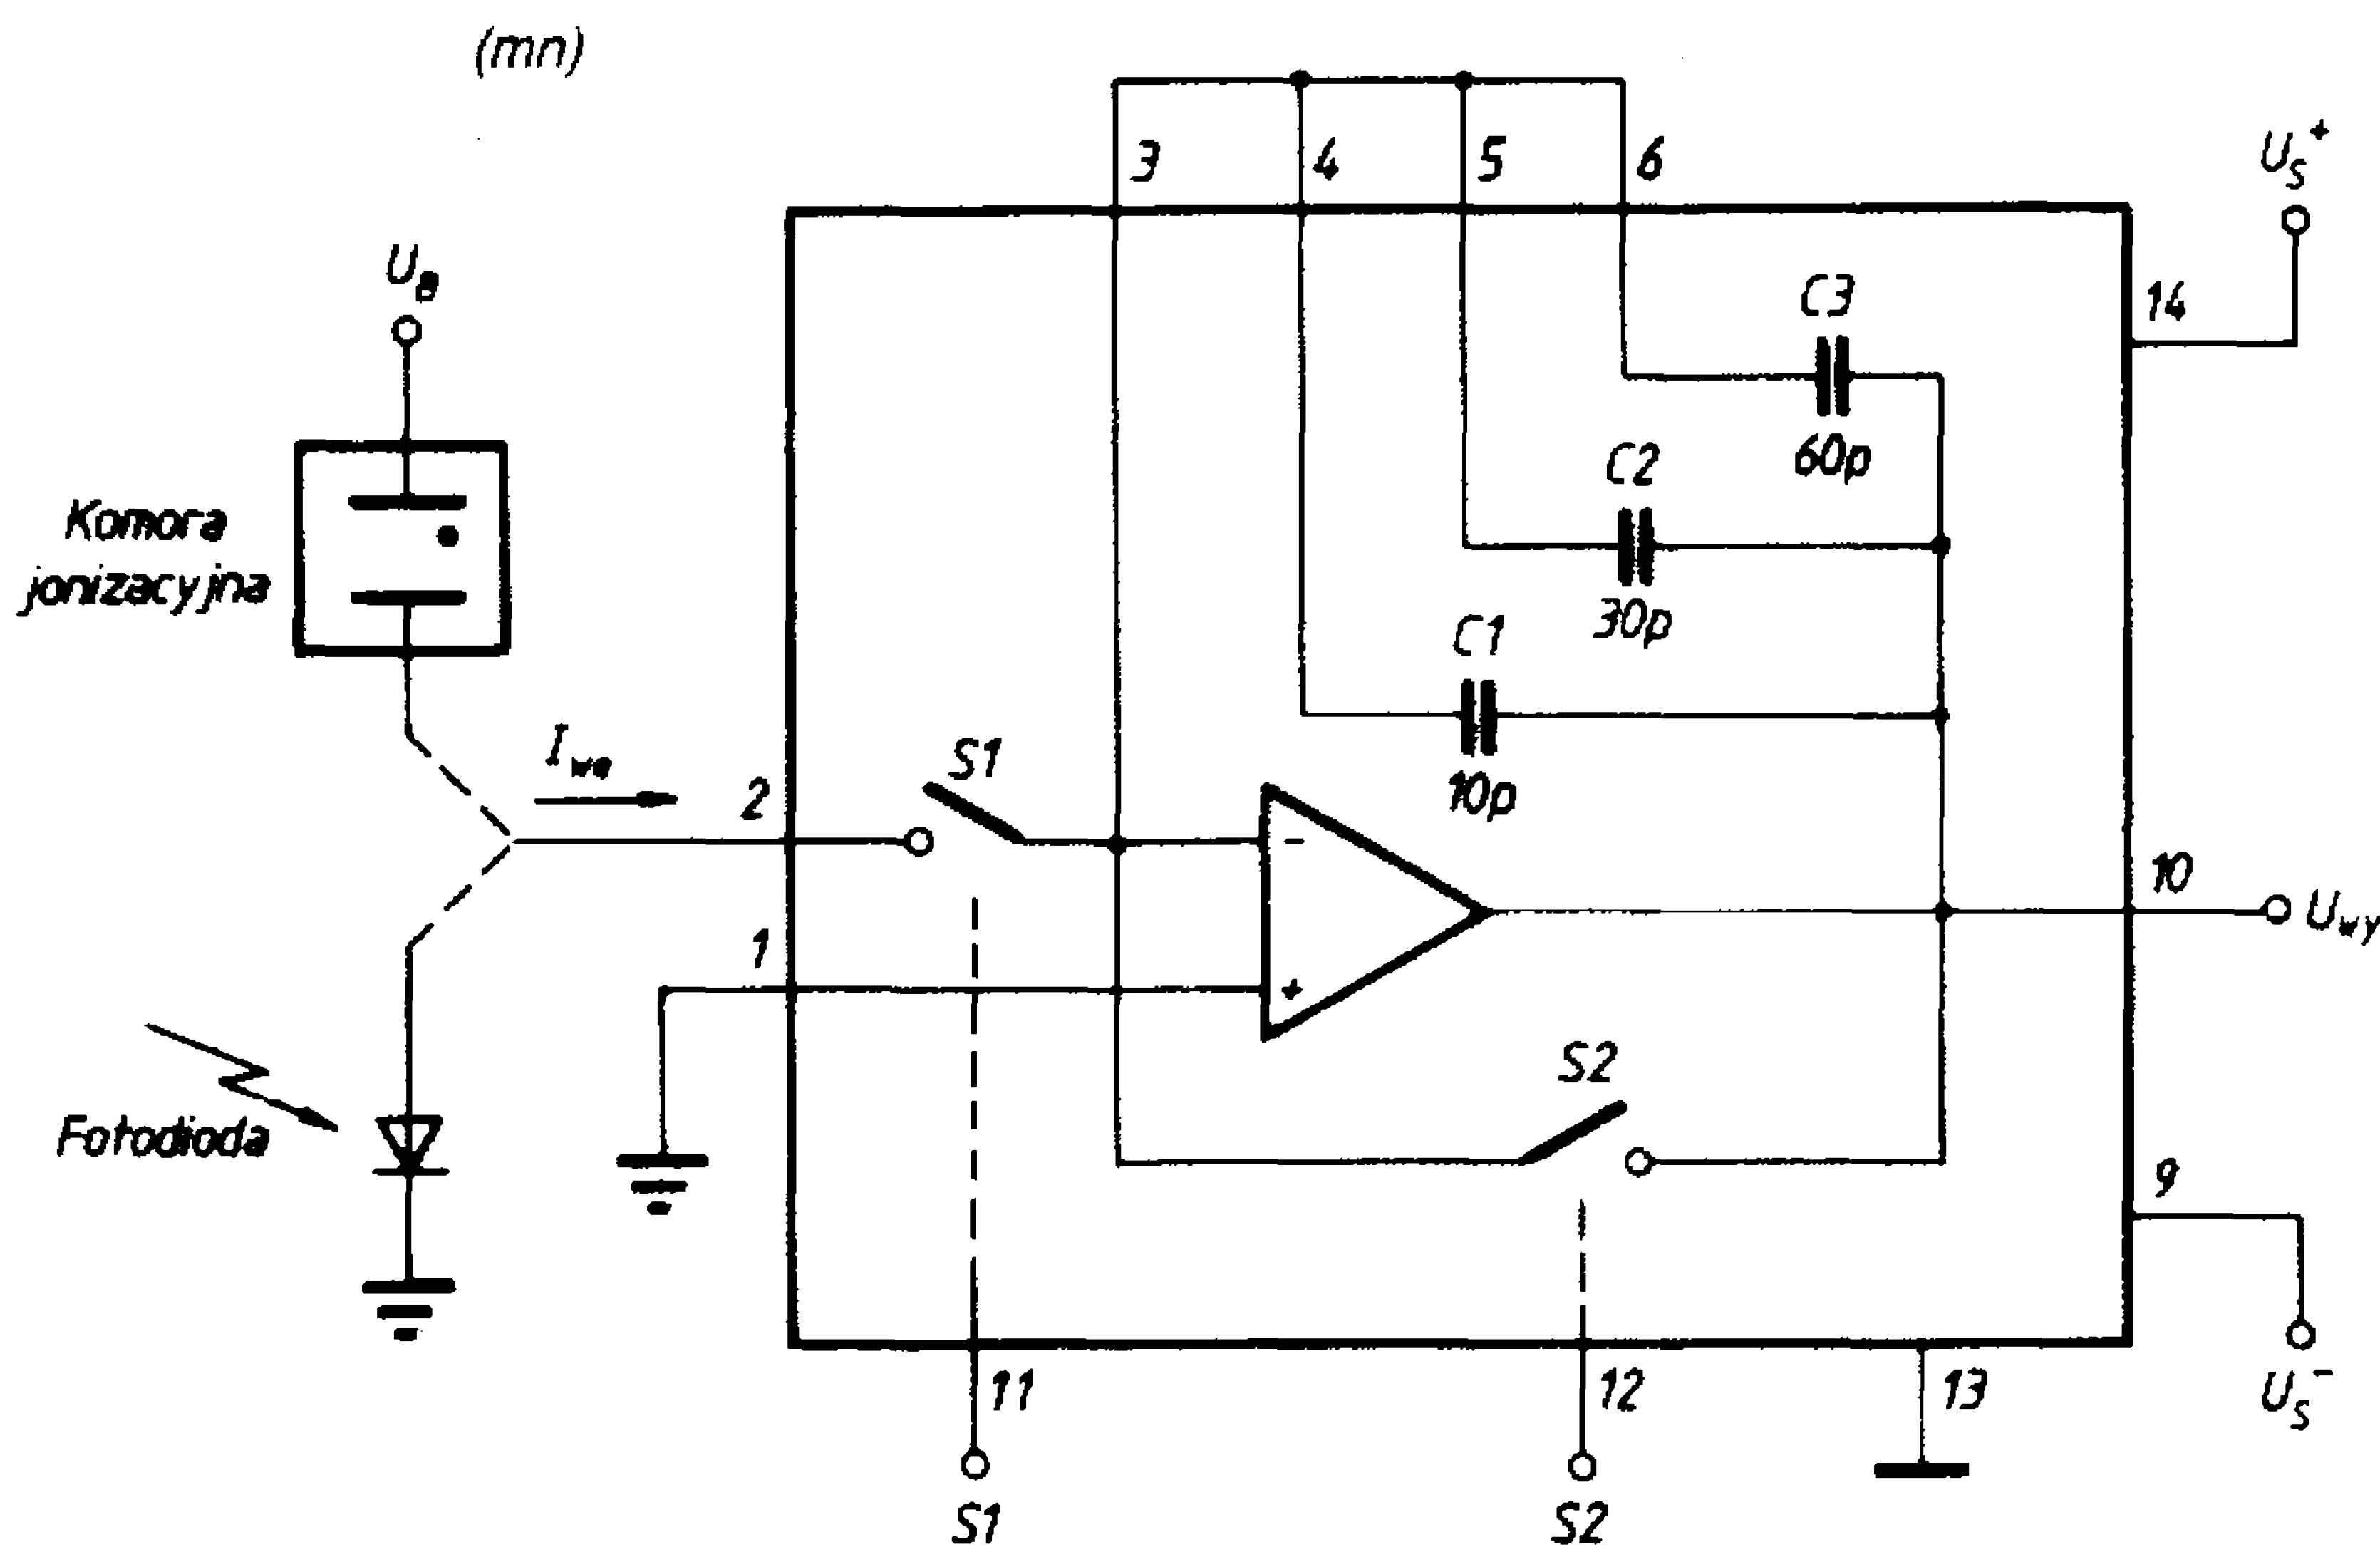 (mn)
3
4
5
6
U_S^+
U_B
C3
14
60p
C2
Komora
jonizacyjna
30p
C1
10p
I_we
S1
2
10
U_wy
1
+
-
S2
Fotodioda
9
11
12
13
U_S^-
S1
S2